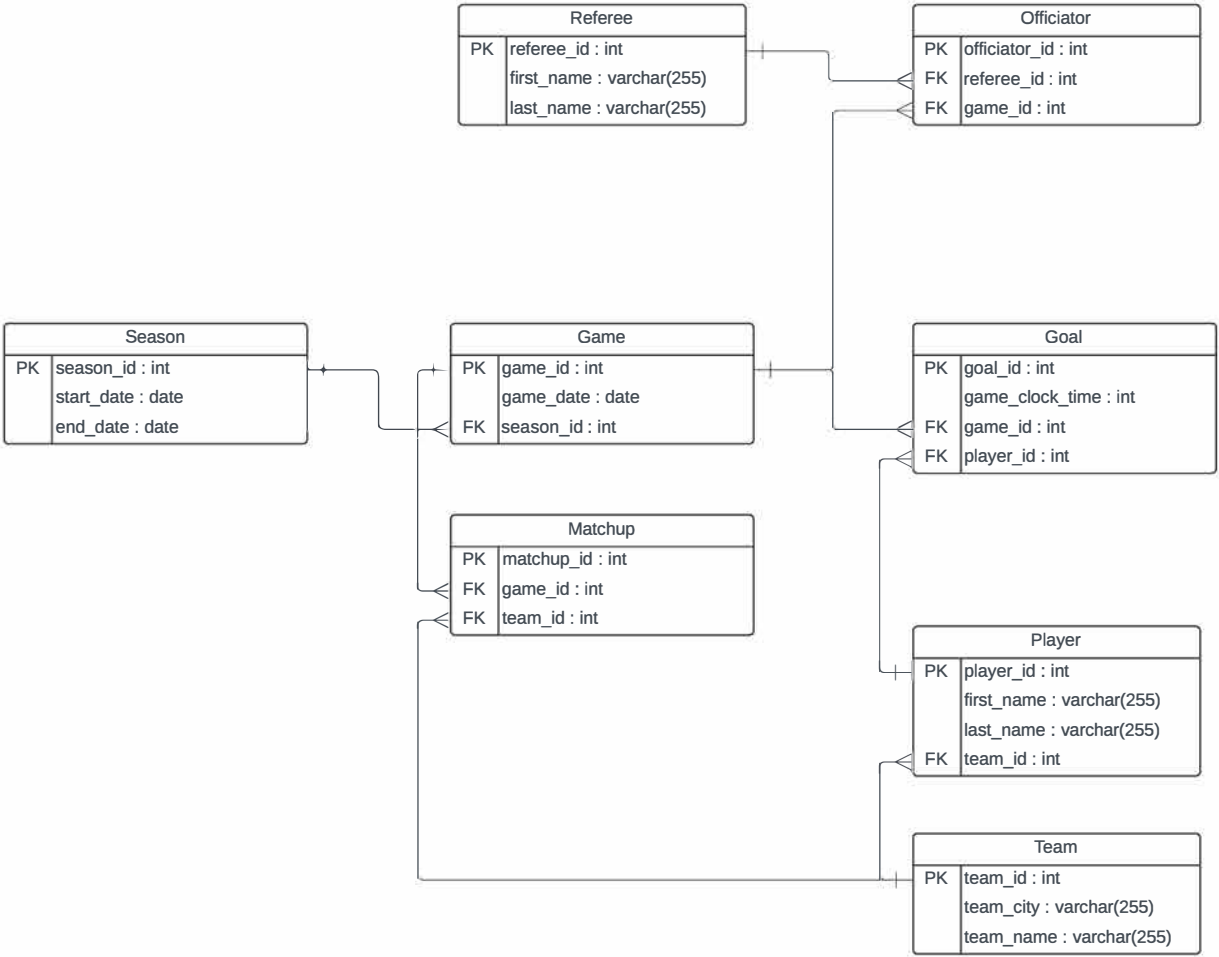 Referee
PK referee_id : int
first_name : varchar(255)
last_name : varchar(255)
Officiator
PK officiator_id : int
FK referee_id : int
FK game_id : int
Season
PK season_id : int
start_date : date
end_date : date
Game
PK game_id : int
game_date : date
FK season_id : int
Goal
PK goal_id : int
game_clock_time : int
FK game_id : int
FK player_id : int
Matchup
PK matchup_id : int
FK game_id : int
FK team_id : int
Player
PK player_id : int
first_name : varchar(255)
last_name : varchar(255)
FK team_id : int
Team
PK team_id : int
team_city : varchar(255)
team_name : varchar(255)